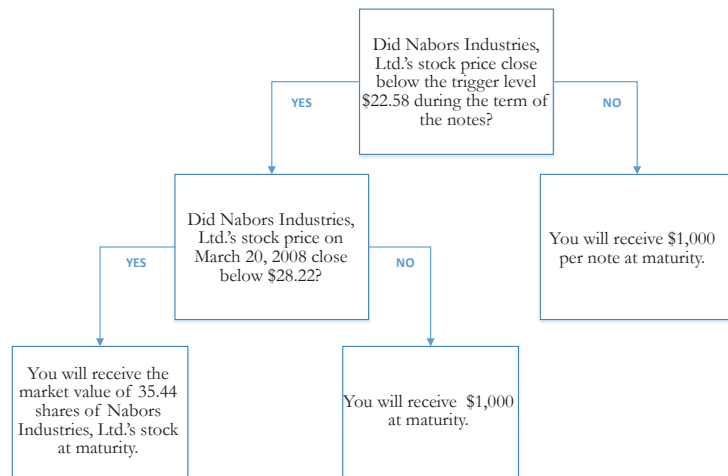 Did Nabors Industries,
Ltd.'s stock price close
below the trigger level
$22.58 during the term of
the notes?
YES
NO
Did Nabors Industries,
Ltd.'s stock price on
March 20, 2008 close
below $28.22?
You will receive $1,000
per note at maturity.
YES
NO
You will receive the
market value of 35.44
shares of Nabors
Industries, Ltd.'s stock
at maturity.
You will receive $1,000
at maturity.